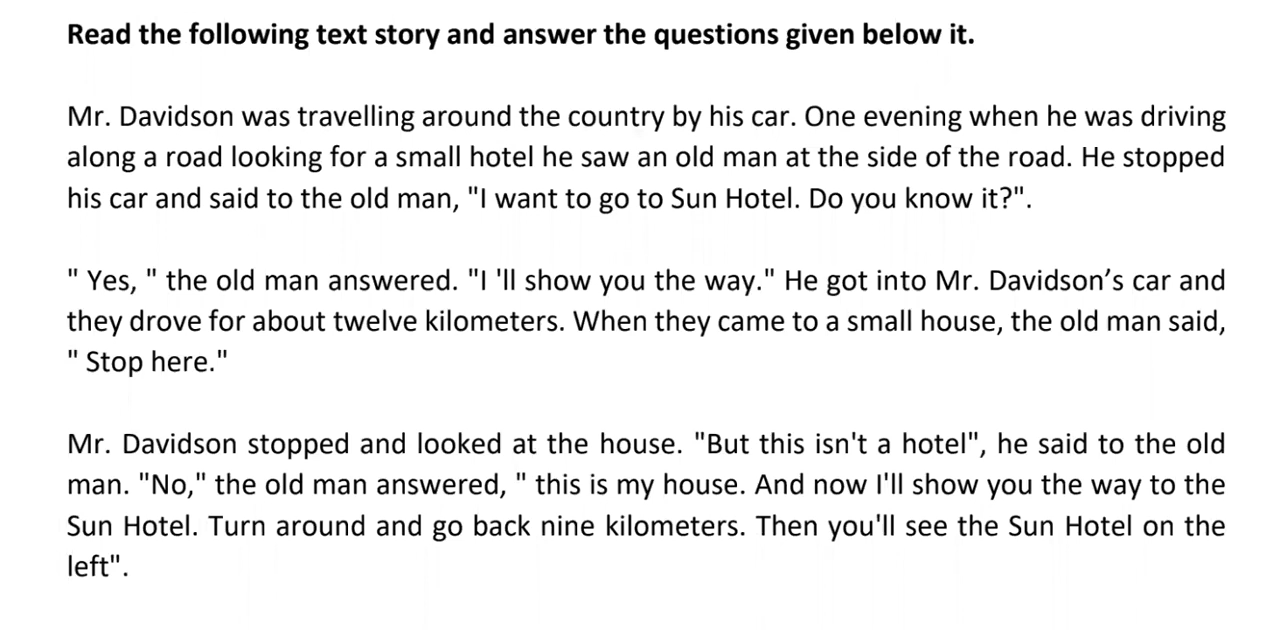 Read the following text story and answer the questions given below it.
Mr. Davidson was travelling around the country by his car. One evening when he was driving
along a road looking for a small hotel he saw an old man at the side of the road. He stopped
his car and said to the old man, "I want to go to Sun Hotel. Do you know it?".
" Yes, " the old man answered. "I 'll show you the way." He got into Mr. Davidson’s car and
they drove for about twelve kilometers. When they came to a small house, the old man said,
" Stop here."
Mr. Davidson stopped and looked at the house. "But this isn't a hotel", he said to the old
man. "No," the old man answered, " this is my house. And now I'll show you the way to the
Sun Hotel. Turn around and go back nine kilometers. Then you'll see the Sun Hotel on the
left".